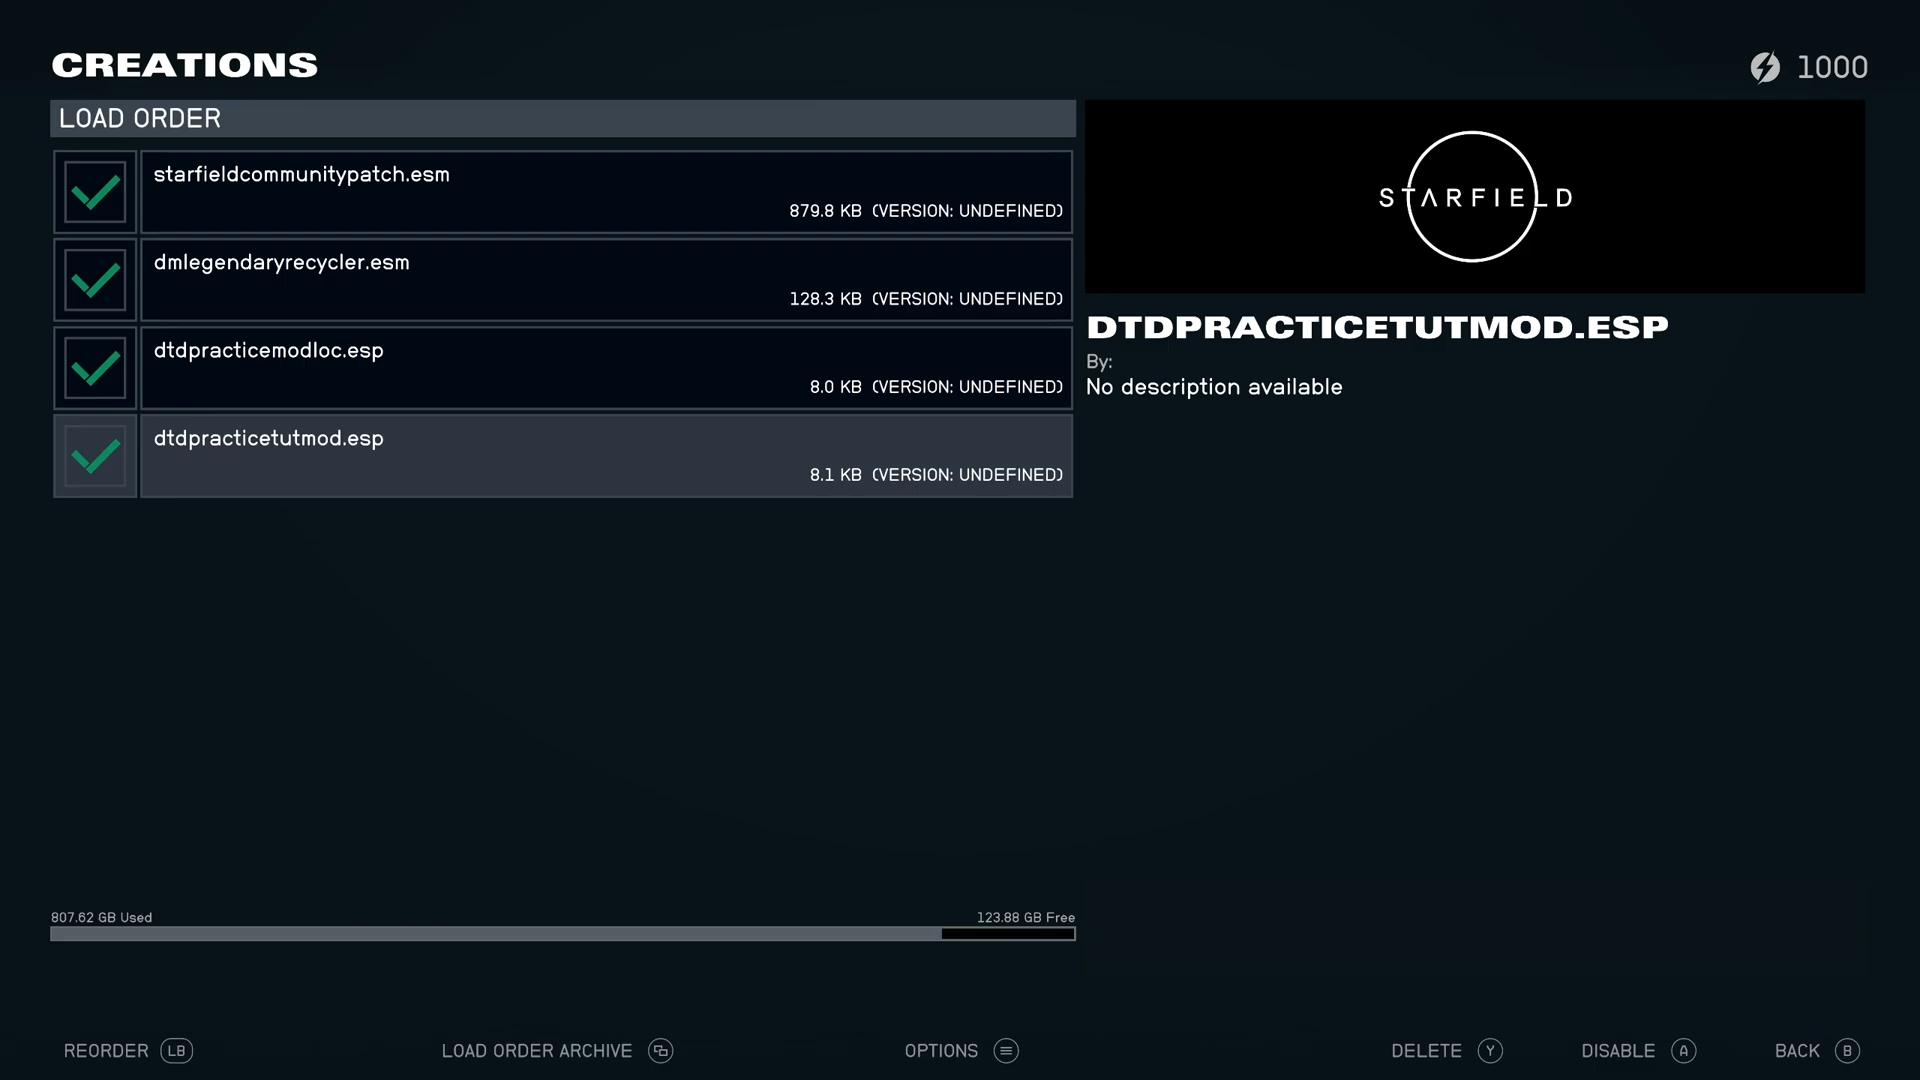 CREATIONS
1000
LOAD ORDER
starfieldcommunitypatch.esm
879.8 KB (VERSION: UNDEFINED)
dmlegendaryrecycler.esm
128.3 KB (VERSION: UNDEFINED)
dtdpracticemodloc.esp
8.0 KB (VERSION: UNDEFINED)
dtdpracticetutmod.esp
8.1 KB (VERSION: UNDEFINED)
STARFIELD
DTDPRACTICETUTMOD.ESP
By:
No description available
807.62 GB Used
123.88 GB Free
REORDER LB
LOAD ORDER ARCHIVE
OPTIONS
DELETE Y
DISABLE A
BACK B